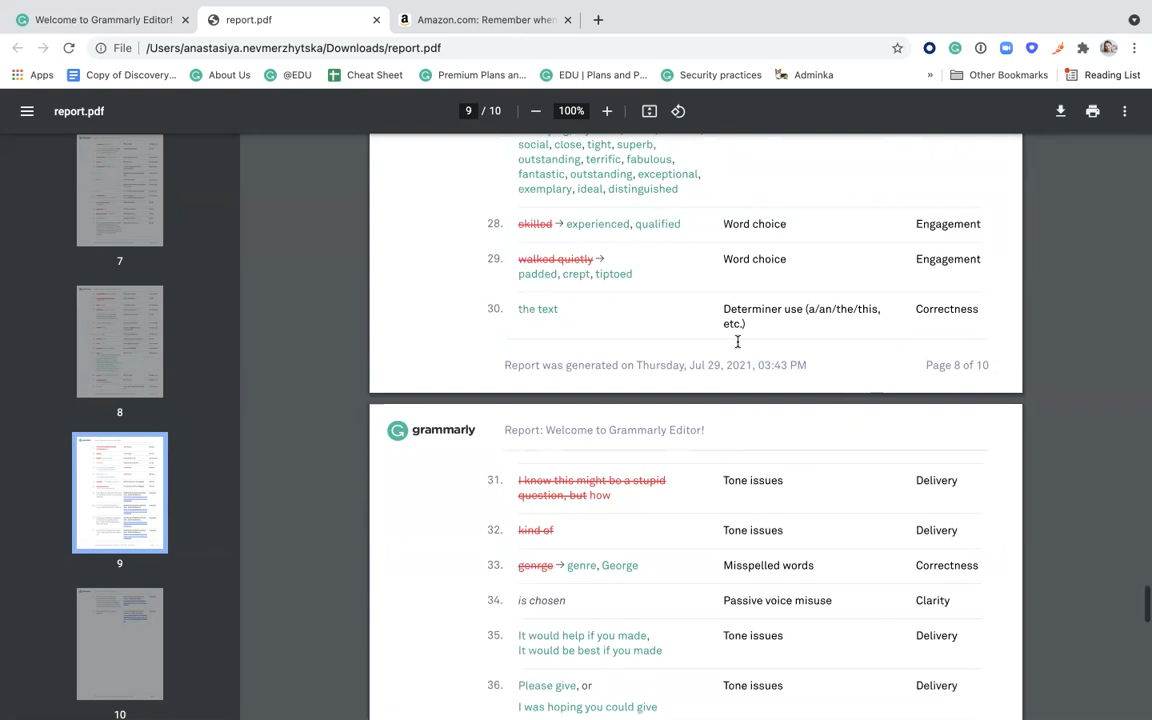 Welcome to Grammarly Editor!
report.pdf
Amazon.com: Remember when
File
/Users/anastasiya.nevmerzhytska/Downloads/report.pdf
Apps
Copy of Discovery...
About Us
@EDU
Cheat Sheet
Premium Plans an...
EDU | Plans and P...
Security practices
Adminka
»
Other Bookmarks
Reading List
report.pdf
9 / 10
100%
7
8
9
10
social, close, tight, superb,
outstanding, terrific, fabulous,
fantastic, outstanding, exceptional,
exemplary, ideal, distinguished
28. skilled → experienced, qualified Word choice Engagement
29. walked quietly → Word choice Engagement
padded, crept, tiptoed
30. the text Determiner use (a/an/the/this, Correctness
etc.)
Report was generated on Thursday, Jul 29, 2021, 03:43 PM Page 8 of 10
grammarly Report: Welcome to Grammarly Editor!
31. I know this might be a stupid Tone issues Delivery
question, but how
32. kind of Tone issues Delivery
33. genrge → genre, George Misspelled words Correctness
34. is chosen Passive voice misuse Clarity
35. It would help if you made, Tone issues Delivery
It would be best if you made
36. Please give, or Tone issues Delivery
I was hoping you could give